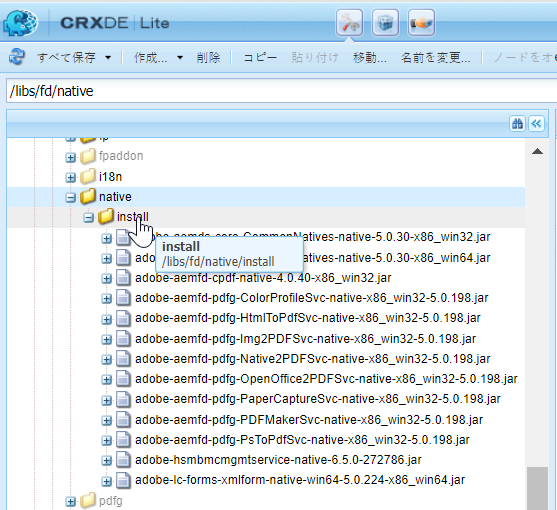 CRXDE | Lite
すべて保存 作成... 削除 コピー 貼り付け 移動... 名前を変更... ノードをオ
/libs/fd/native
fp
fpaddon
i18n
native
install
adobe-aemds-core-CommonNatives-native-5.0.30-x86_win32.jar
install
/libs/fd/native/install
natives-5.0.30-x86_win64.jar
adobe-aemfd-cpdf-native-4.0.40-x86_win32.jar
adobe-aemfd-pdfg-ColorProfileSvc-native-x86_win32-5.0.198.jar
adobe-aemfd-pdfg-HtmlToPdfSvc-native-x86_win32-5.0.198.jar
adobe-aemfd-pdfg-Img2PDFSvc-native-x86_win32-5.0.198.jar
adobe-aemfd-pdfg-Native2PDFSvc-native-x86_win32-5.0.198.jar
adobe-aemfd-pdfg-OpenOffice2PDFSvc-native-x86_win32-5.0.198.jar
adobe-aemfd-pdfg-PaperCaptureSvc-native-x86_win32-5.0.198.jar
adobe-aemfd-pdfg-PDFMakerSvc-native-x86_win32-5.0.198.jar
adobe-aemfd-pdfg-PsToPdfSvc-native-x86_win32-5.0.198.jar
adobe-hsmbmcmgmtservice-native-6.5.0-272786.jar
adobe-lc-forms-xmlform-native-win64-5.0.224-x86_win64.jar
pdfg